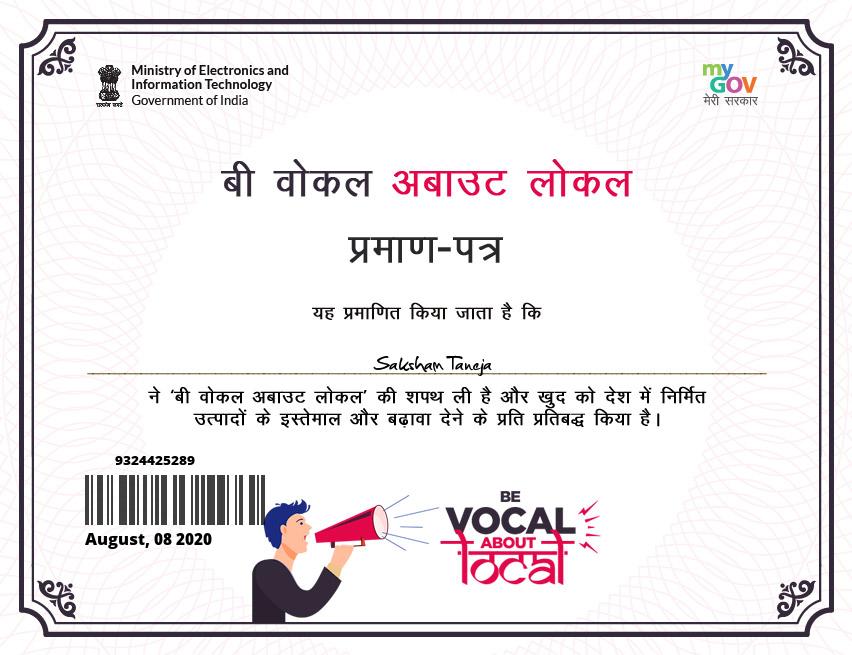 Ministry of Electronics and
Information Technology
Government of India
सत्यमेव जयते
my
GOV
मेरी सरकार
बी वोकल अबाउट लोकल
प्रमाण-पत्र
यह प्रमाणित किया जाता है कि
Saksham Taneja
ने ‘बी वोकल अबाउट लोकल’ की शपथ ली है और खुद को देश में निर्मित
उत्पादों के इस्तेमाल और बढ़ावा देने के प्रति प्रतिबद्ध किया है।
9324425289
August, 08 2020
BE
VOCAL
ABOUT
local